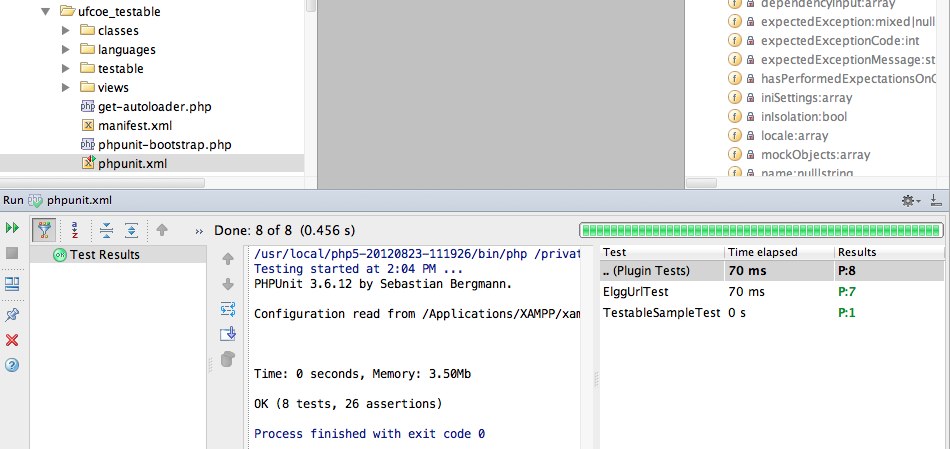 ufcoe_testable
classes
languages
testable
views
get-autoloader.php
manifest.xml
phpunit-bootstrap.php
phpunit.xml
dependencyInput:array
expectedException:mixed|null
expectedExceptionCode:int
expectedExceptionMessage:st
hasPerformedExpectationsOnO
iniSettings:array
inIsolation:bool
locale:array
mockObjects:array
name:null|string
Run phpunit.xml
Done: 8 of 8 (0.456 s)
Test Results
/usr/local/php5-20120823-111926/bin/php /privat
Testing started at 2:04 PM ...
PHPUnit 3.6.12 by Sebastian Bergmann.
Configuration read from /Applications/XAMPP/xam
Time: 0 seconds, Memory: 3.50Mb
OK (8 tests, 26 assertions)
Process finished with exit code 0
Test Time elapsed Results
.. (Plugin Tests) 70 ms P:8
ElggUrlTest 70 ms P:7
TestableSampleTest 0 s P:1